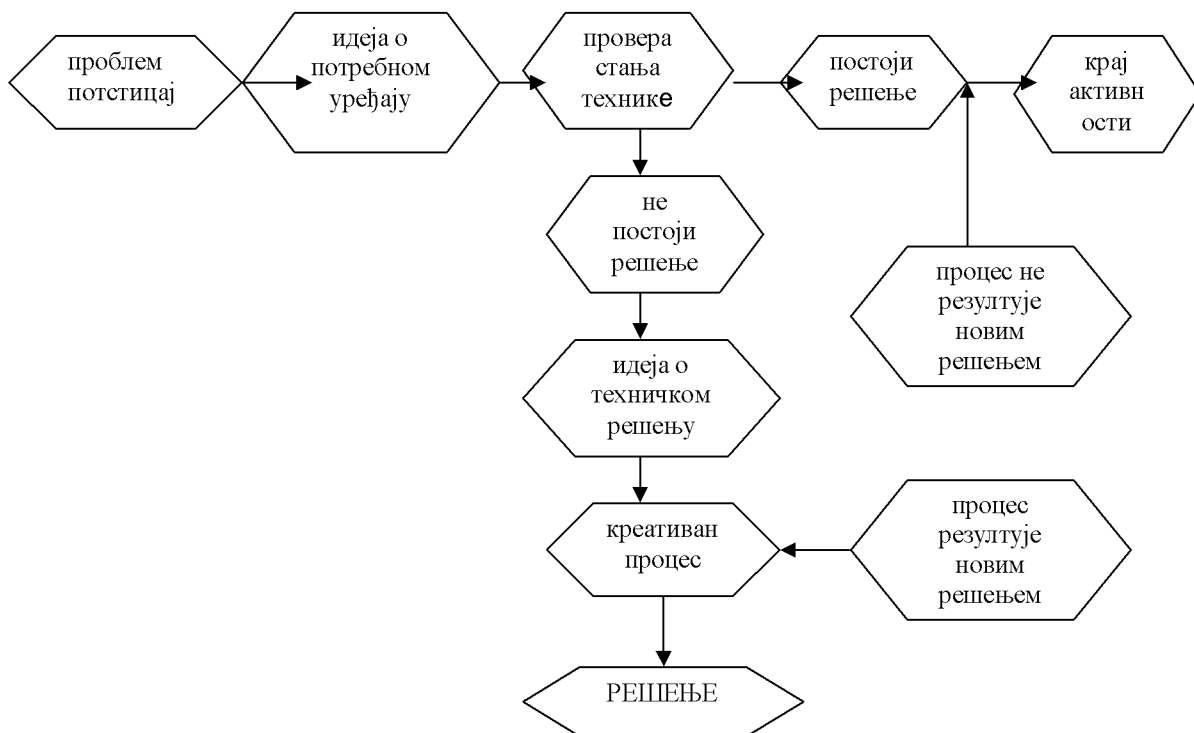 проблем
потстицај
идеја о
потребном
уређају
провера
стања
технике
постоји
решење
крај
активн
ости
не
постоји
решење
процес не
резултује
новим
решењем
идеја о
техничком
решењу
креативан
процес
процес
резултује
новим
решењем
РЕШЕЊЕ